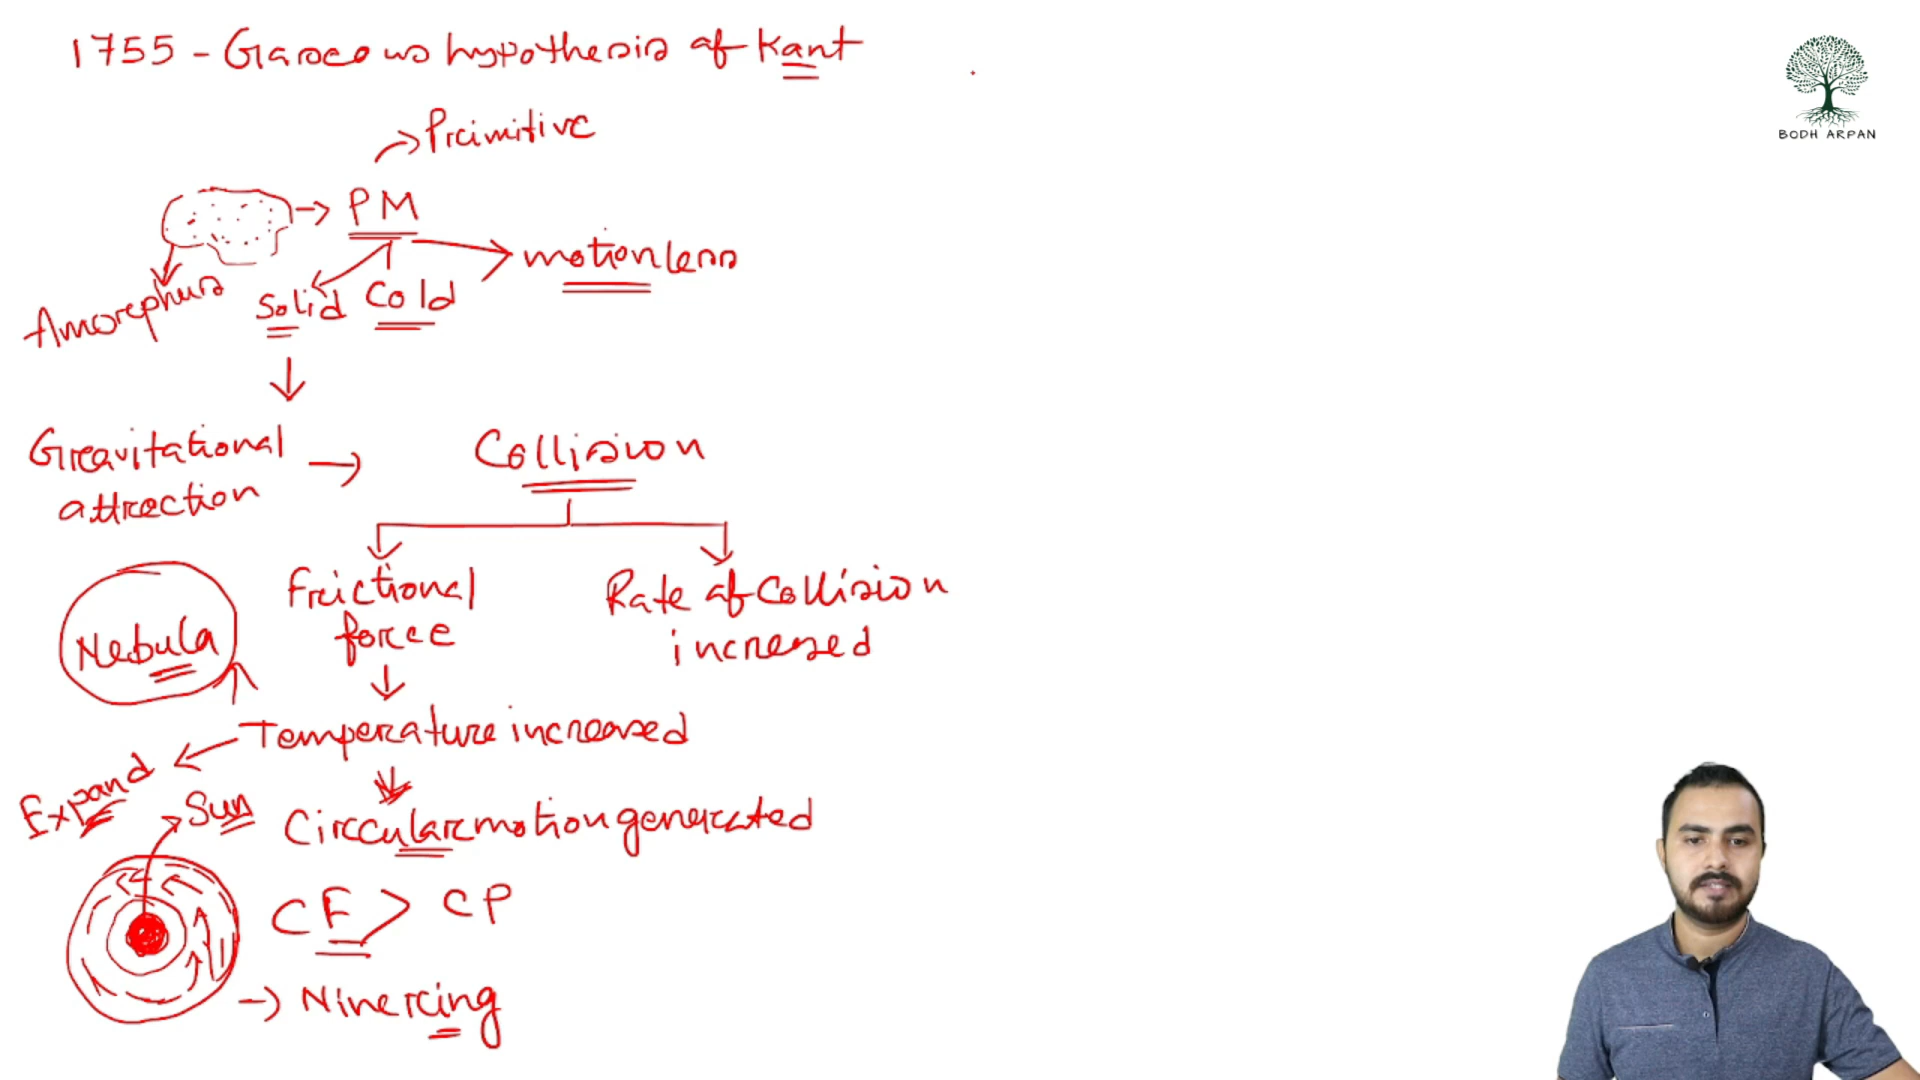 1755 - Gaseous hypothesis of Kant
BODH ARPAN
Primitive
PM
motionless
Amorphus
Solid
Cold
Gravitational
attraction
Collision
Frictional
force
Rate of Collision
increased
Nebula
Temperature increased
Expand
Sun
Circular motion generated
CF > CP
Nine ring